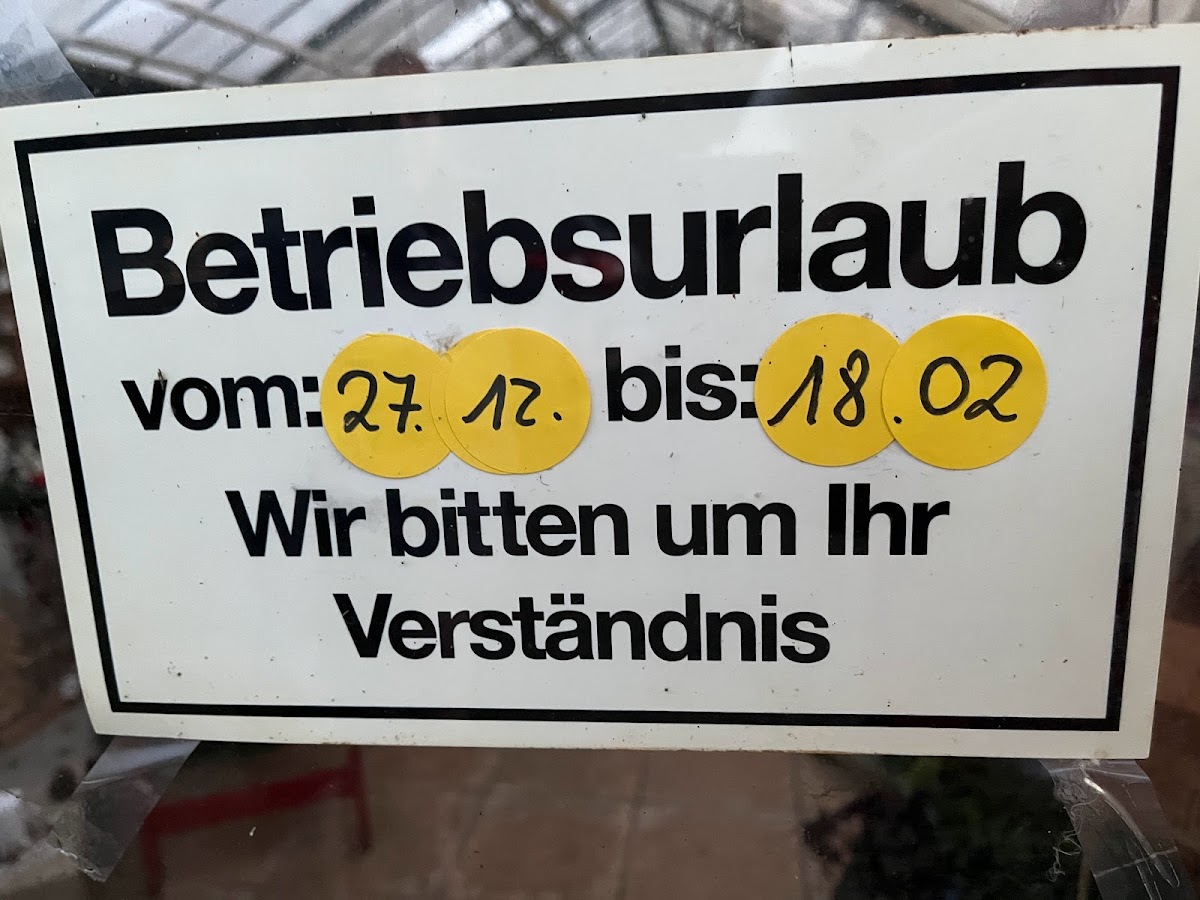 Betriebsurlaub
vom: 27. 12. bis: 18. 02
Wir bitten um Ihr
Verständnis